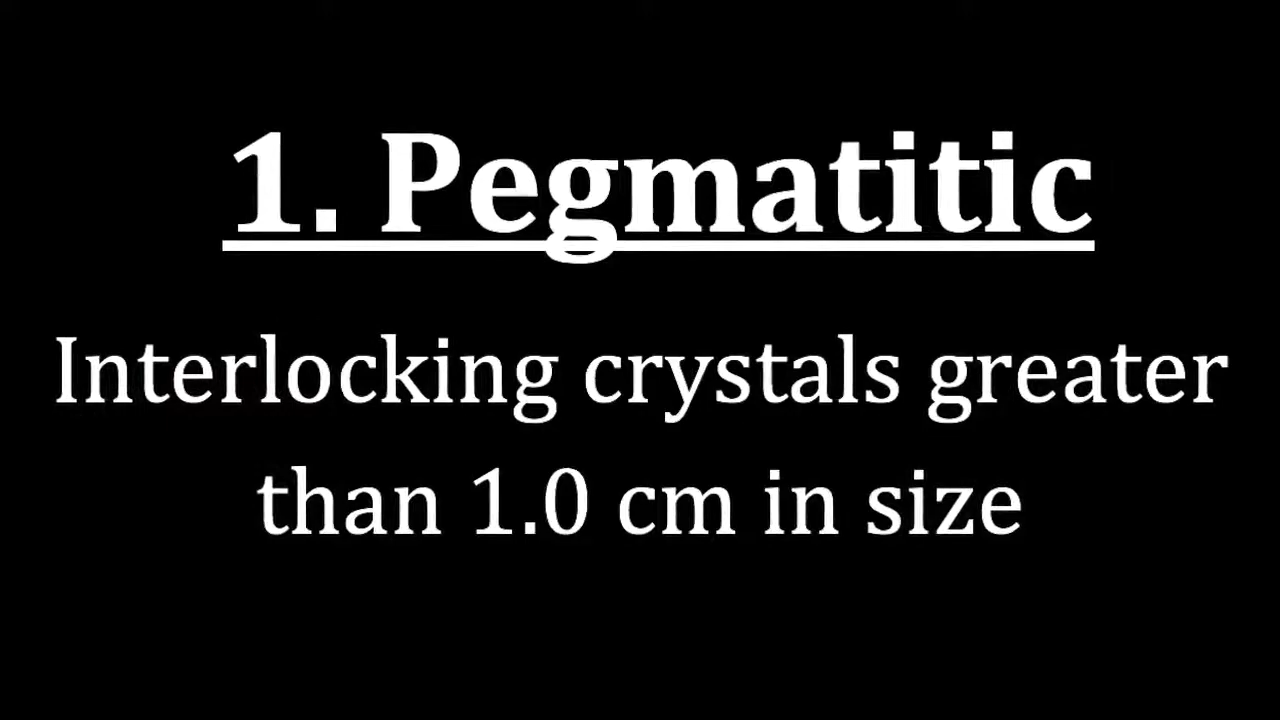 1. Pegmatitic
Interlocking crystals greater
than 1.0 cm in size